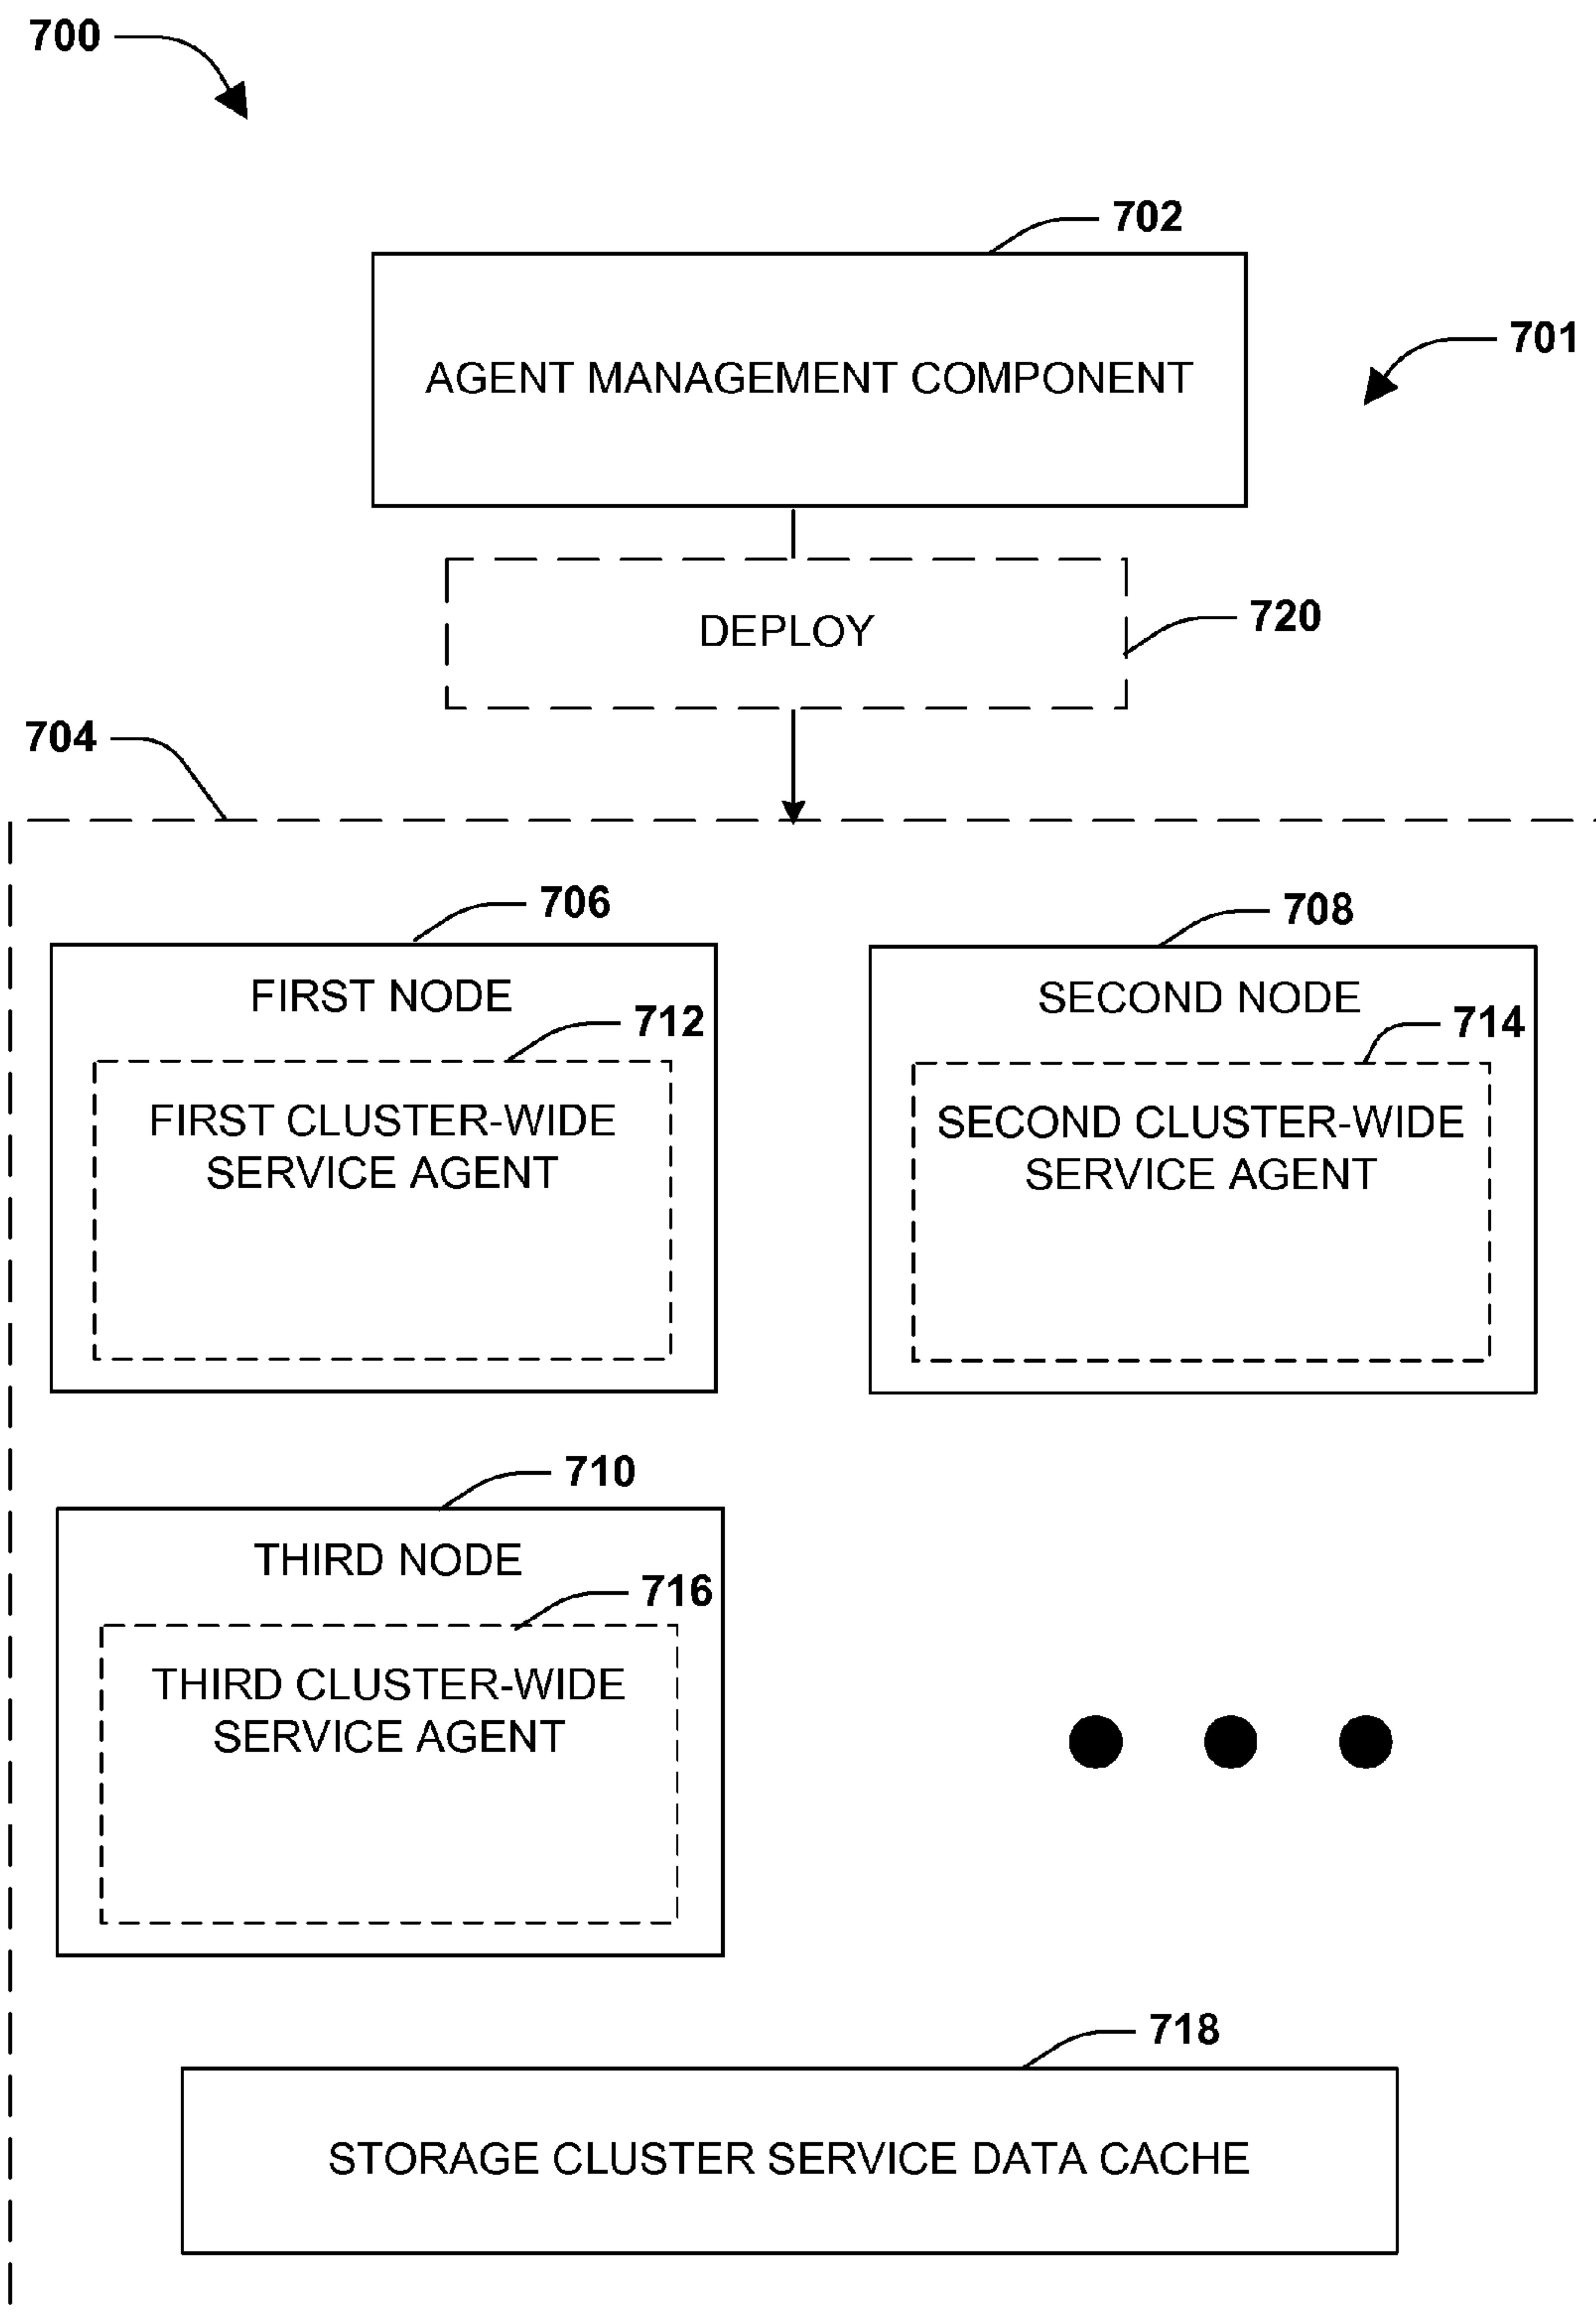 700
702
701
AGENT MANAGEMENT COMPONENT
DEPLOY
720
704
706
708
FIRST NODE
SECOND NODE
712
714
FIRST CLUSTER-WIDE
SERVICE AGENT
SECOND CLUSTER-WIDE
SERVICE AGENT
710
THIRD NODE
716
THIRD CLUSTER-WIDE
SERVICE AGENT
718
STORAGE CLUSTER SERVICE DATA CACHE